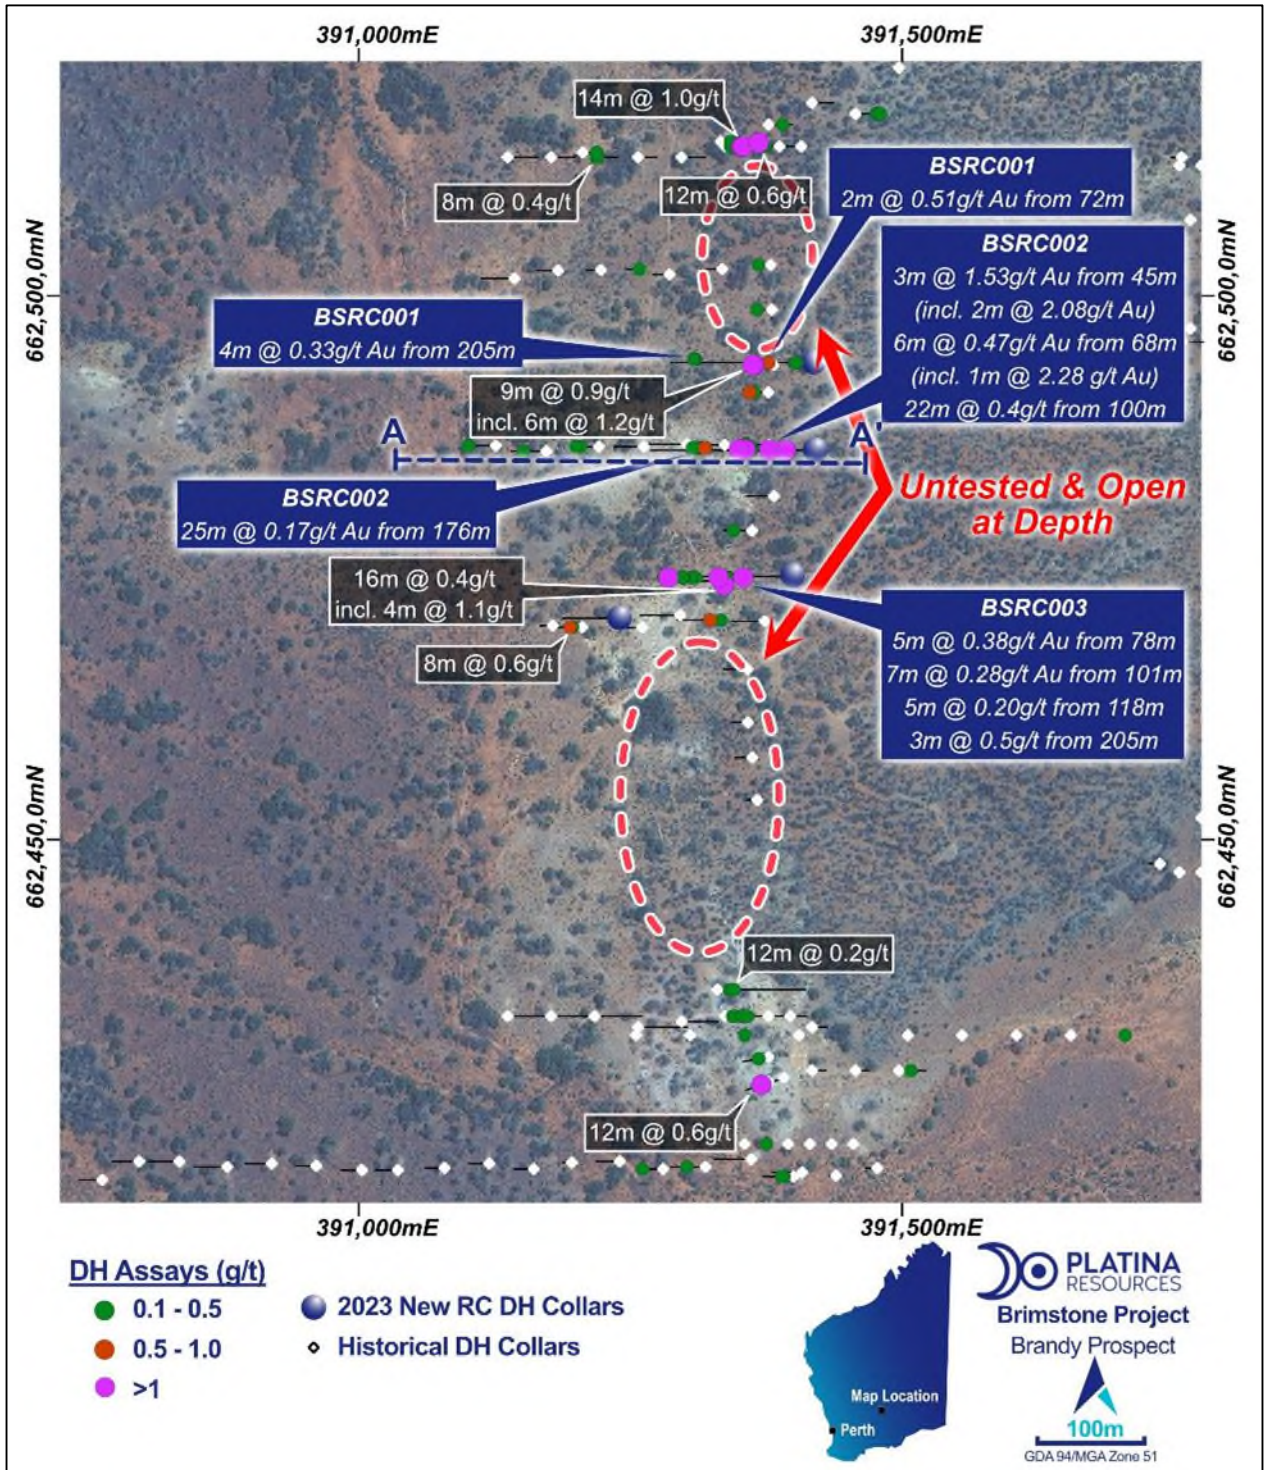 391,000mE
391,500mE
14m @ 1.0g/t
8m @ 0.4g/t
12m @ 0.6g/t
BSRC001
2m @ 0.51g/t Au from 72m
BSRC002
3m @ 1.53g/t Au from 45m
(incl. 2m @ 2.08g/t Au)
6m @ 0.47g/t Au from 68m
(incl. 1m @ 2.28 g/t Au)
22m @ 0.4g/t from 100m
662,500,0mN
662,500,0mN
BSRC001
4m @ 0.33g/t Au from 205m
9m @ 0.9g/t
incl. 6m @ 1.2g/t
A
A'
BSRC002
25m @ 0.17g/t Au from 176m
Untested & Open
at Depth
16m @ 0.4g/t
incl. 4m @ 1.1g/t
8m @ 0.6g/t
BSRC003
5m @ 0.38g/t Au from 78m
7m @ 0.28g/t Au from 101m
5m @ 0.20g/t from 118m
3m @ 0.5g/t from 205m
662,450,0mN
662,450,0mN
12m @ 0.2g/t
12m @ 0.6g/t
391,000mE
391,500mE
DH Assays (g/t)
0.1 - 0.5
0.5 - 1.0
>1
2023 New RC DH Collars
Historical DH Collars
Map Location
Perth
PLATINA
RESOURCES
Brimstone Project
Brandy Prospect
100m
GDA 94/MGA Zone 51